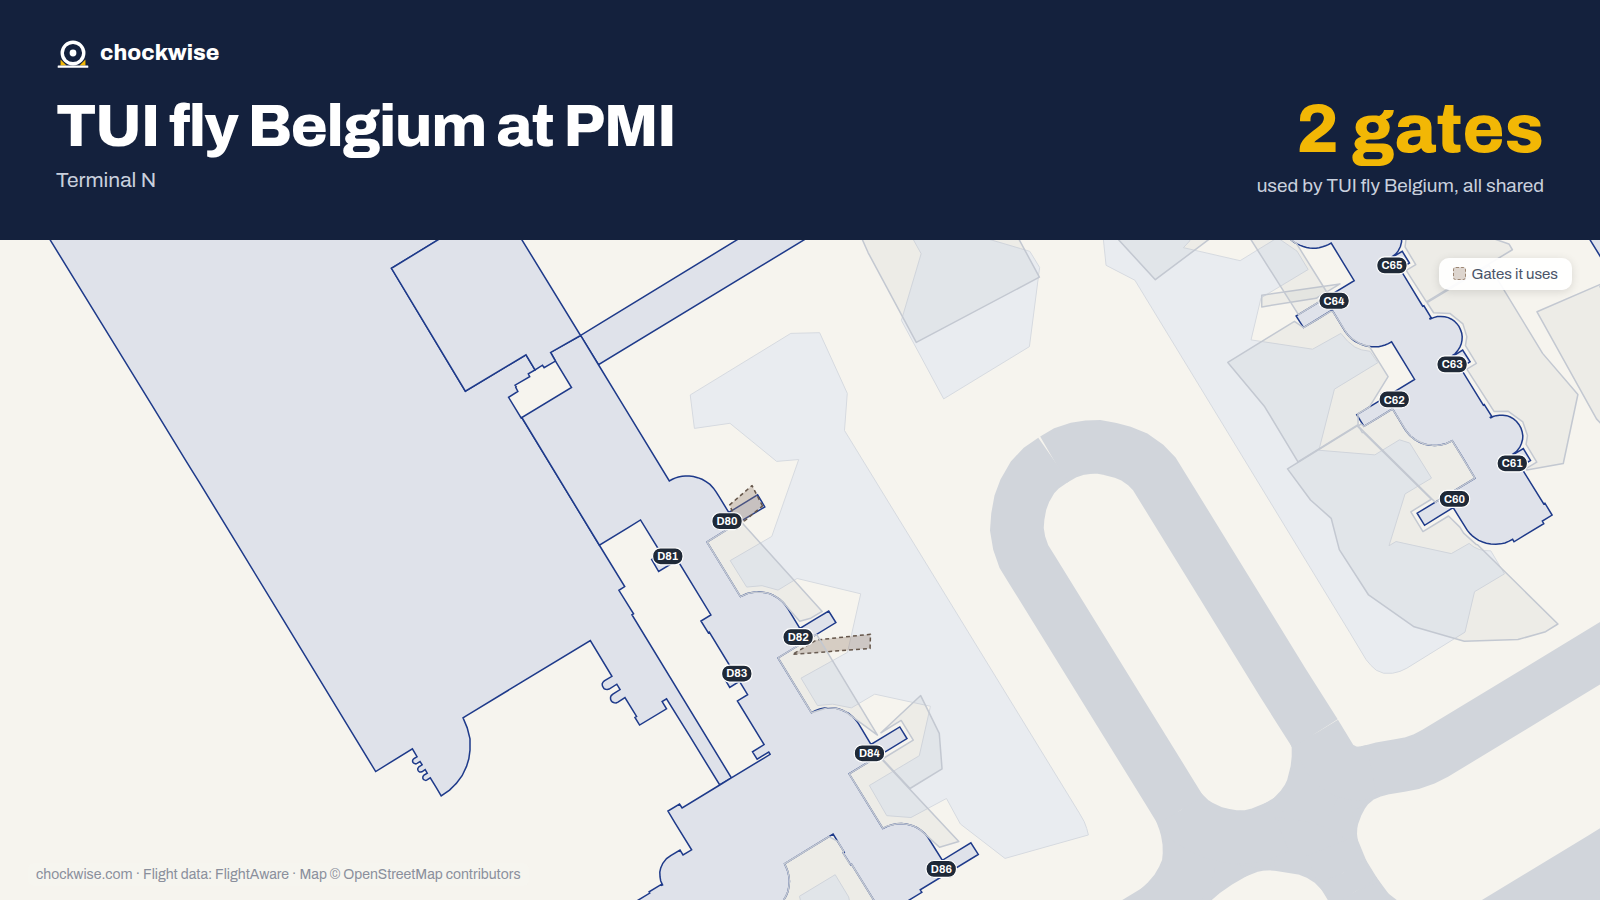 chockwise
TUI fly Belgium at PMI
Terminal N
2 gates
used by TUI fly Belgium, all shared
Gates it uses
C65
C64
C63
C62
C61
C60
D80
D81
D82
D83
D84
D86
chockwise.com · Flight data: FlightAware · Map © OpenStreetMap contributors